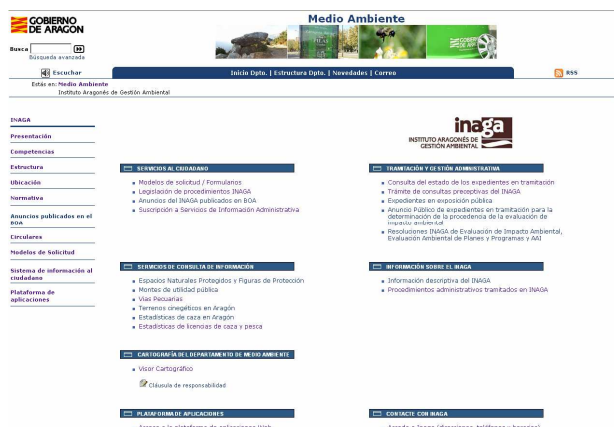 GOBIERNO
DE ARAGON
Medio Ambiente
Busca
Búsqueda avanzada
Escuchar
Inicio Dpto. | Estructura Dpto. | Novedades | Correo
RSS
Estás en: Medio Ambiente
Instituto Aragonés de Gestión Ambiental
INAGA
Presentación
Competencias
Estructura
Ubicación
Normativa
Anuncios publicados en el
BOA
Circulares
Modelos de Solicitud
Sistema de información al
ciudadano
Plataforma de
aplicaciones
inaga
INSTITUTO ARAGONÉS DE
GESTIÓN AMBIENTAL
SERVICIOS AL CIUDADANO
Modelos de solicitud / Formularios
Legislación de procedimientos INAGA
Anuncios del INAGA publicados en BOA
Suscripción a Servicios de Información Administrativa
TRAMITACIÓN Y GESTIÓN ADMINISTRATIVA
Consulta del estado de los expedientes en tramitación
Trámite de consultas preceptivas del INAGA
Expedientes en exposición pública
Anuncio Público de expedientes en tramitación para la
determinación de la procedencia de la evaluación de
impacto ambiental
Resoluciones INAGA de Evaluación de Impacto Ambiental,
Evaluación Ambiental de Planes y Programas y AAI
SERVICIOS DE CONSULTA DE INFORMACIÓN
Espacios Naturales Protegidos y Figuras de Protección
Montes de utilidad pública
Vias Pecuarias
Terrenos cinegéticos en Aragón
Estadísticas de caza en Aragón
Estadísticas de licencias de caza y pesca
INFORMACIÓN SOBRE EL INAGA
Información descriptiva del INAGA
Procedimientos administrativos tramitados en INAGA
CARTOGRAFÍA DEL DEPARTAMENTO DE MEDIO AMBIENTE
Visor Cartográfico
Cláusula de responsabilidad
PLATAFORMA DE APLICACIONES
CONTACTE CON INAGA